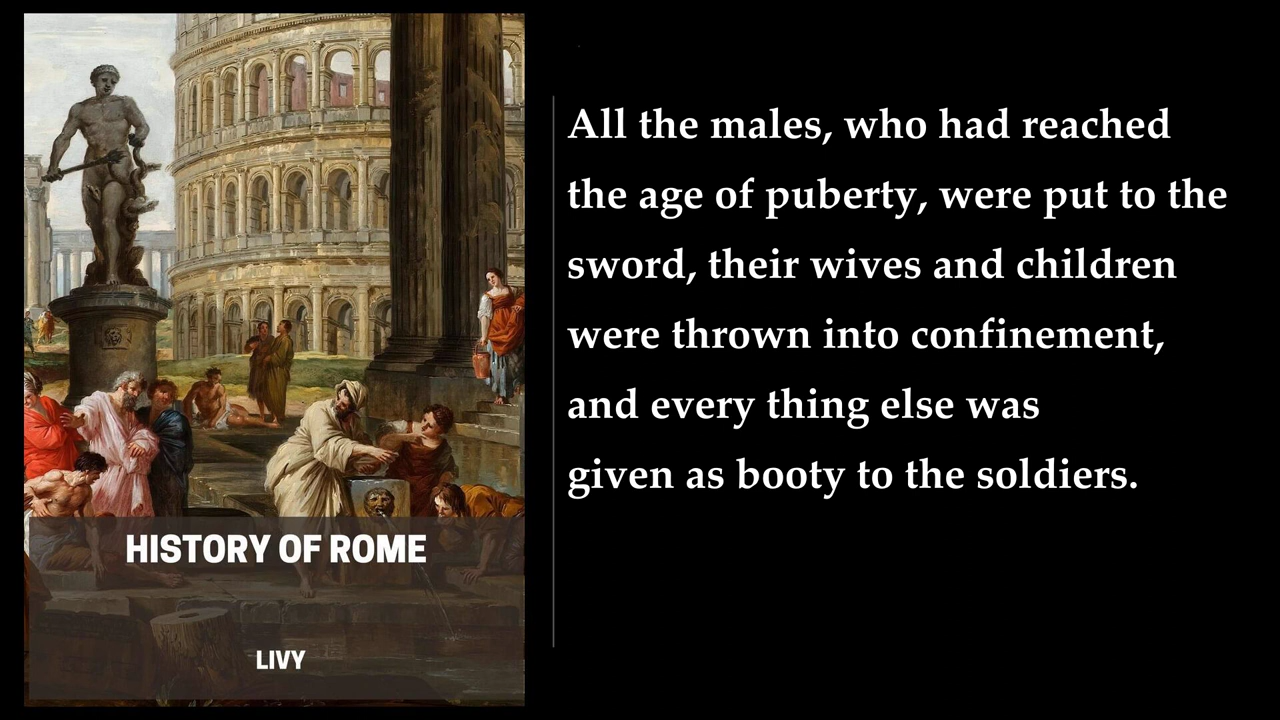 HISTORY OF ROME
LIVY
All the males, who had reached
the age of puberty, were put to the
sword, their wives and children
were thrown into confinement,
and every thing else was
given as booty to the soldiers.